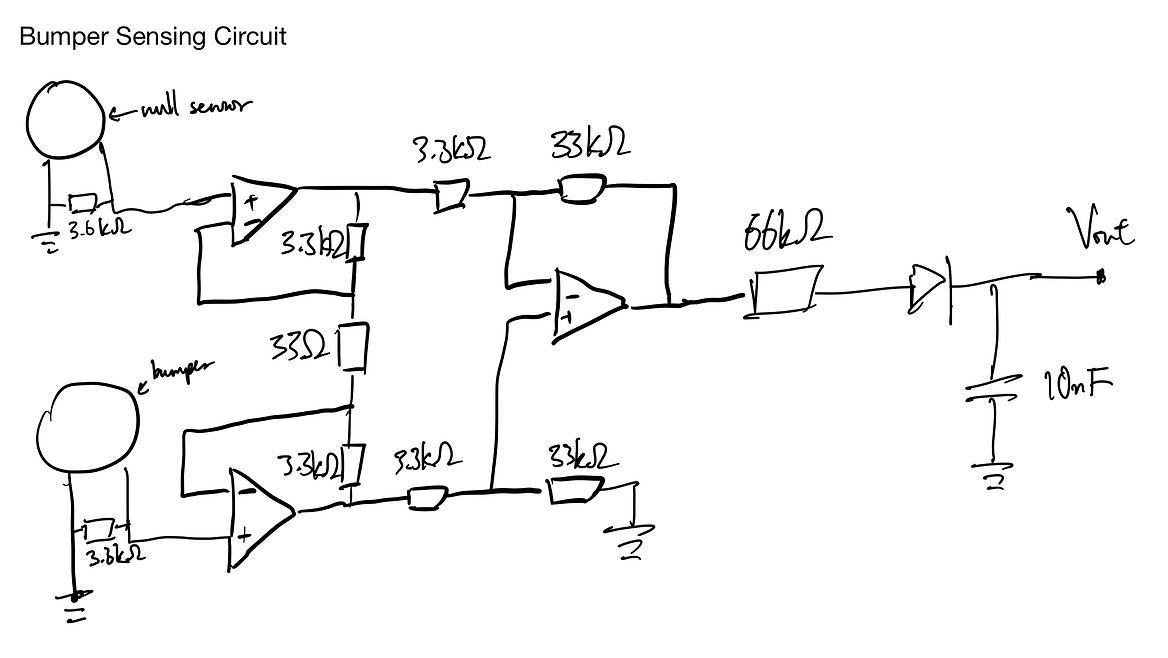 Bumper Sensing Circuit
null sensor
3.3kΩ
33kΩ
+
-
3.6kΩ
3.3kΩ
66kΩ
Vout
-
+
33Ω
bumper
10nF
3.3kΩ
3.3kΩ
33kΩ
-
+
3.3kΩ